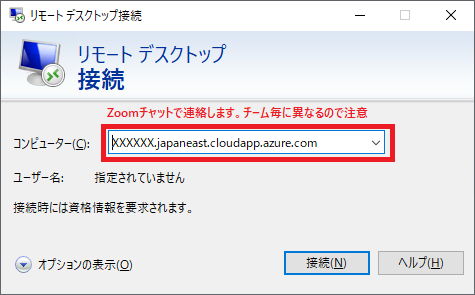 リモート デスクトップ接続
リモート デスクトップ
接続
Zoomチャットで連絡します。チーム毎に異なるので注意
コンピューター(C): XXXXXX.japaneast.cloudapp.azure.com
ユーザー名: 指定されていません
接続時には資格情報を要求されます。
オプションの表示(O) 接続(N) ヘルプ(H)